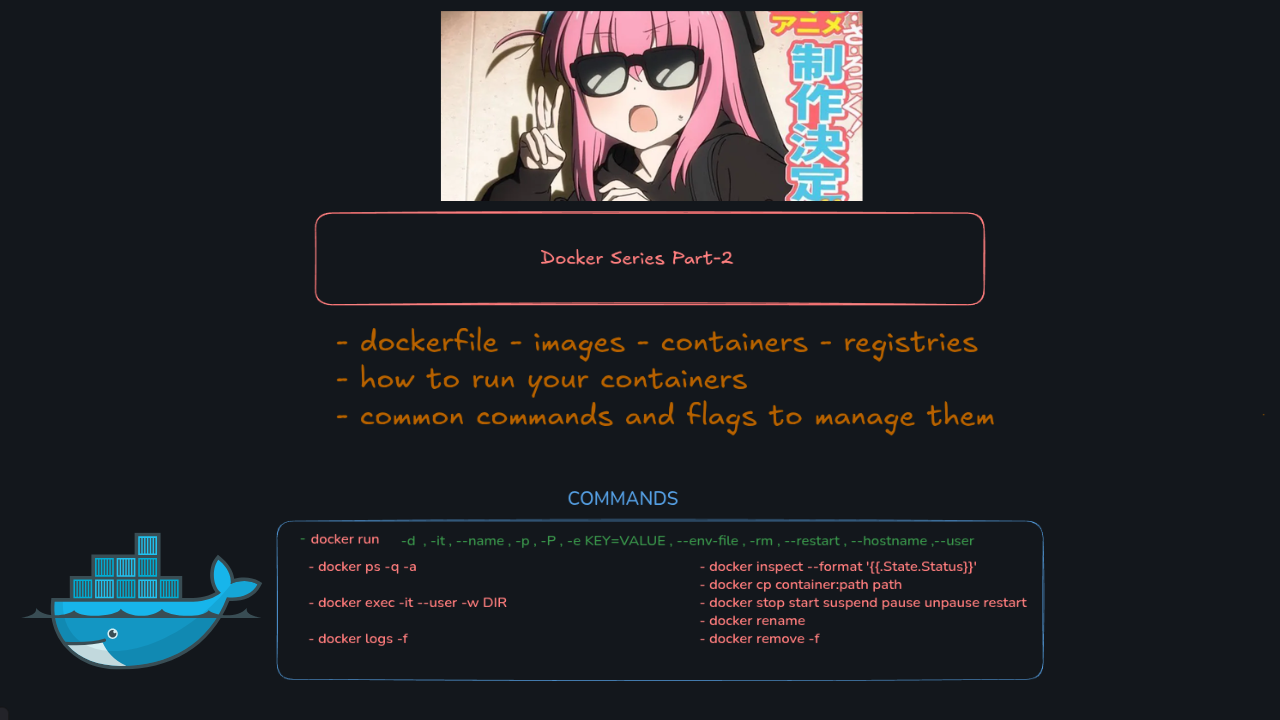 アニメ
制作決定
Docker Series Part-2
- dockerfile - images - containers - registries
- how to run your containers
- common commands and flags to manage them
COMMANDS
- docker run -d , -it , --name , -p , -P , -e KEY=VALUE , --env-file , -rm , --restart , --hostname ,--user
- docker ps -q -a
- docker exec -it --user -w DIR
- docker logs -f
- docker inspect --format '{{.State.Status}}'
- docker cp container:path path
- docker stop start suspend pause unpause restart
- docker rename
- docker remove -f